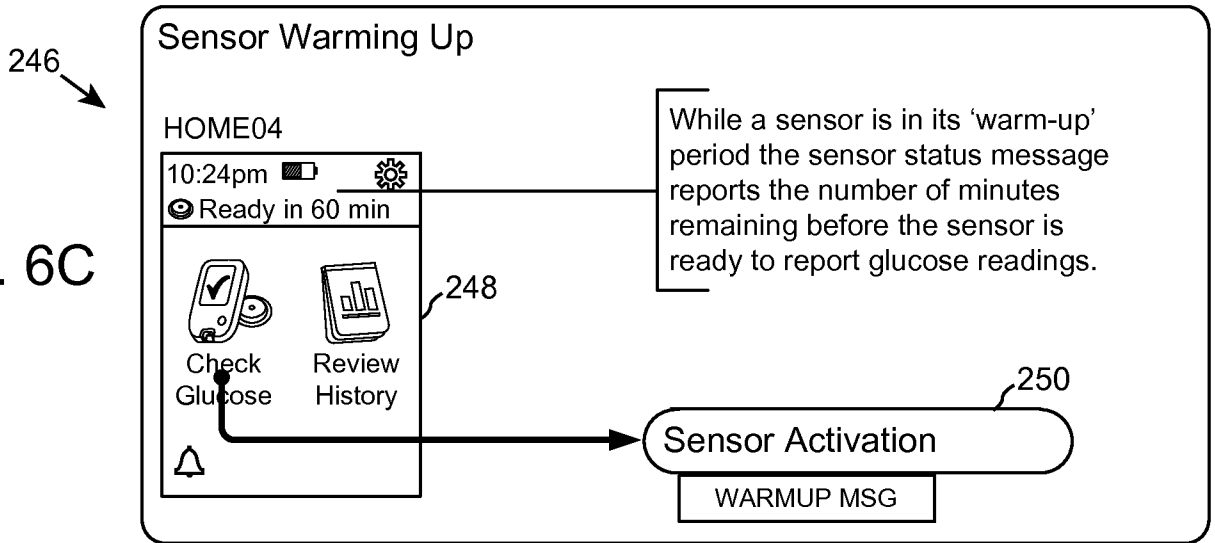 Sensor Warming Up
246
HOME04
10:24pm
Ready in 60 min
While a sensor is in its ‘warm-up’
period the sensor status message
reports the number of minutes
remaining before the sensor is
ready to report glucose readings.
. 6C
248
Check
Glucose
Review
History
250
Sensor Activation
WARMUP MSG